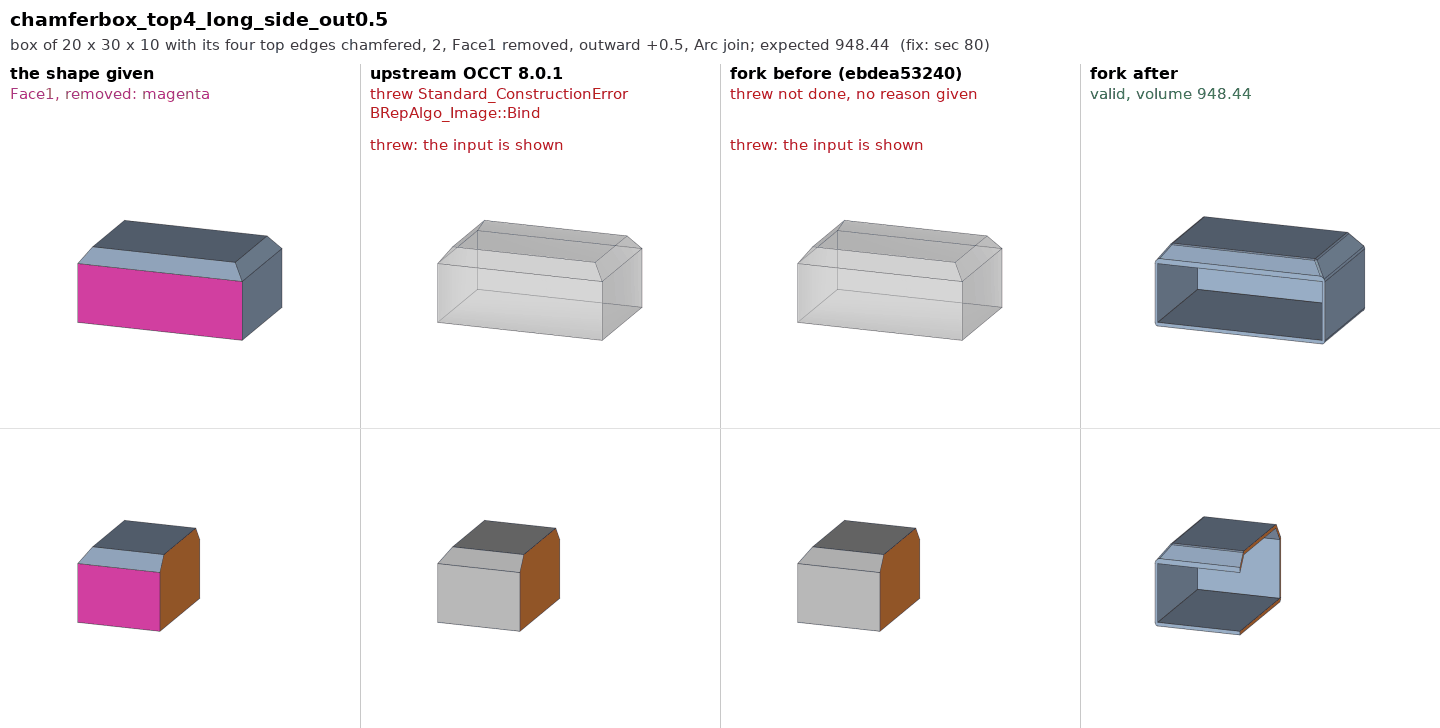 chamferbox_top4_long_side_out0.5
box of 20 x 30 x 10 with its four top edges chamfered, 2, Face1 removed, outward +0.5, Arc join; expected 948.44  (fix: sec 80)
the shape given
Face1, removed: magenta
upstream OCCT 8.0.1
threw Standard_ConstructionError
BRepAlgo_Image::Bind
threw: the input is shown
fork before (ebdea53240)
threw not done, no reason given
threw: the input is shown
fork after
valid, volume 948.44